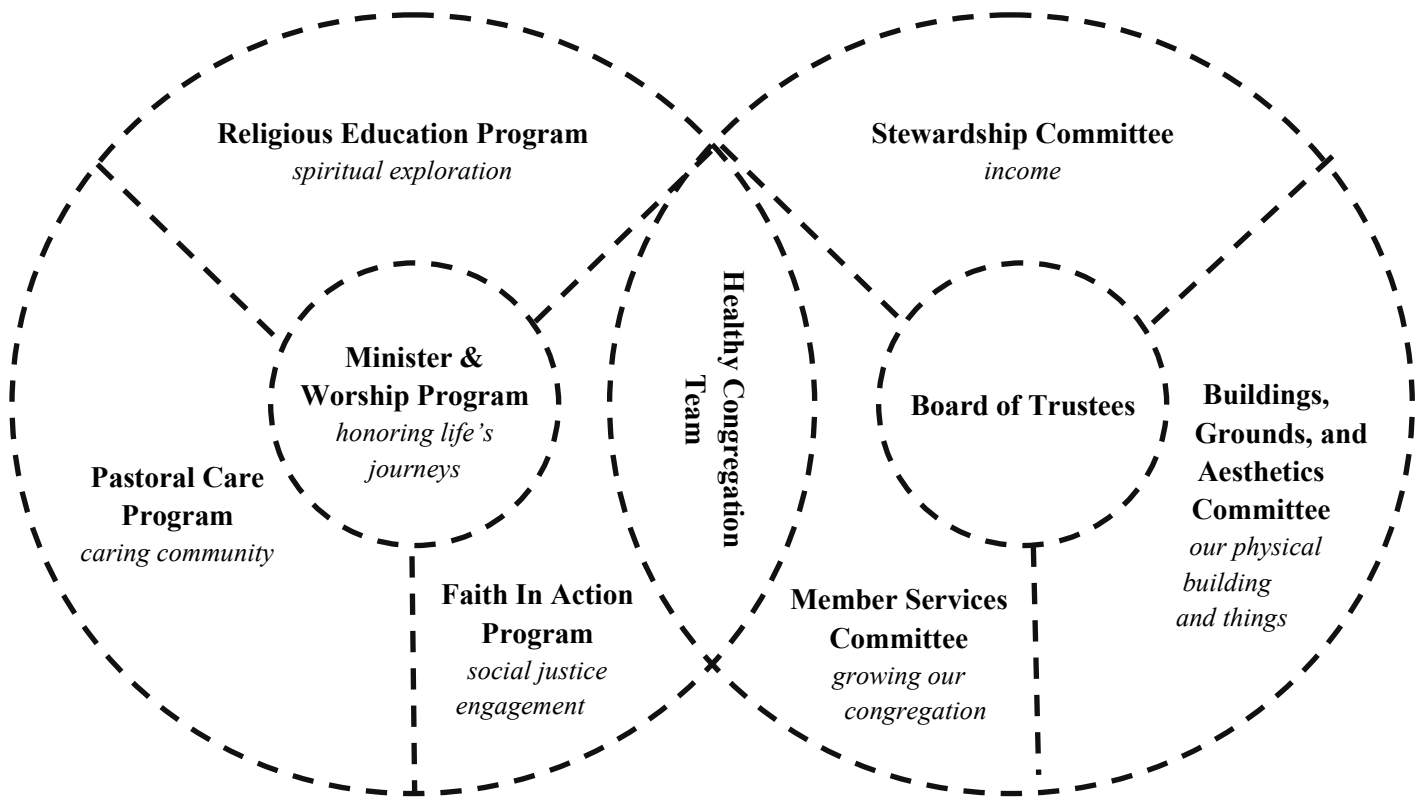 Religious Education Program
spiritual exploration
Stewardship Committee
income
Minister &
Worship Program
honoring life’s
journeys
Pastoral Care
Program
caring community
Faith In Action
Program
social justice
engagement
Healthy Congregation
Team
Board of Trustees
Member Services
Committee
growing our
congregation
Buildings,
Grounds, and
Aesthetics
Committee
our physical
building
and things